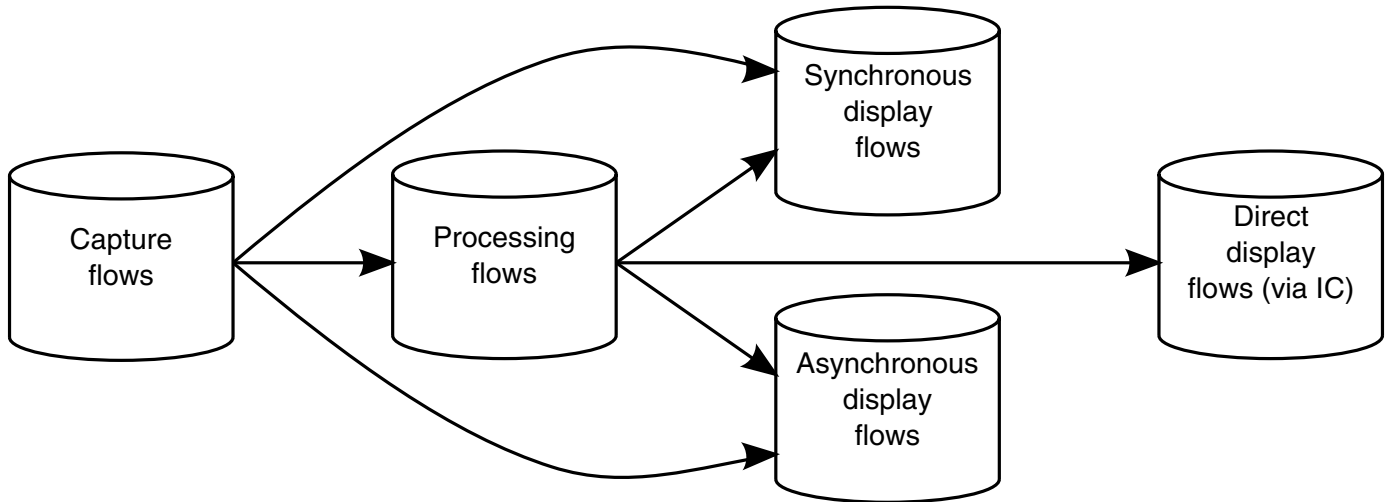 Capture
flows
Processing
flows
Synchronous
display
flows
Asynchronous
display
flows
Direct
display
flows (via IC)